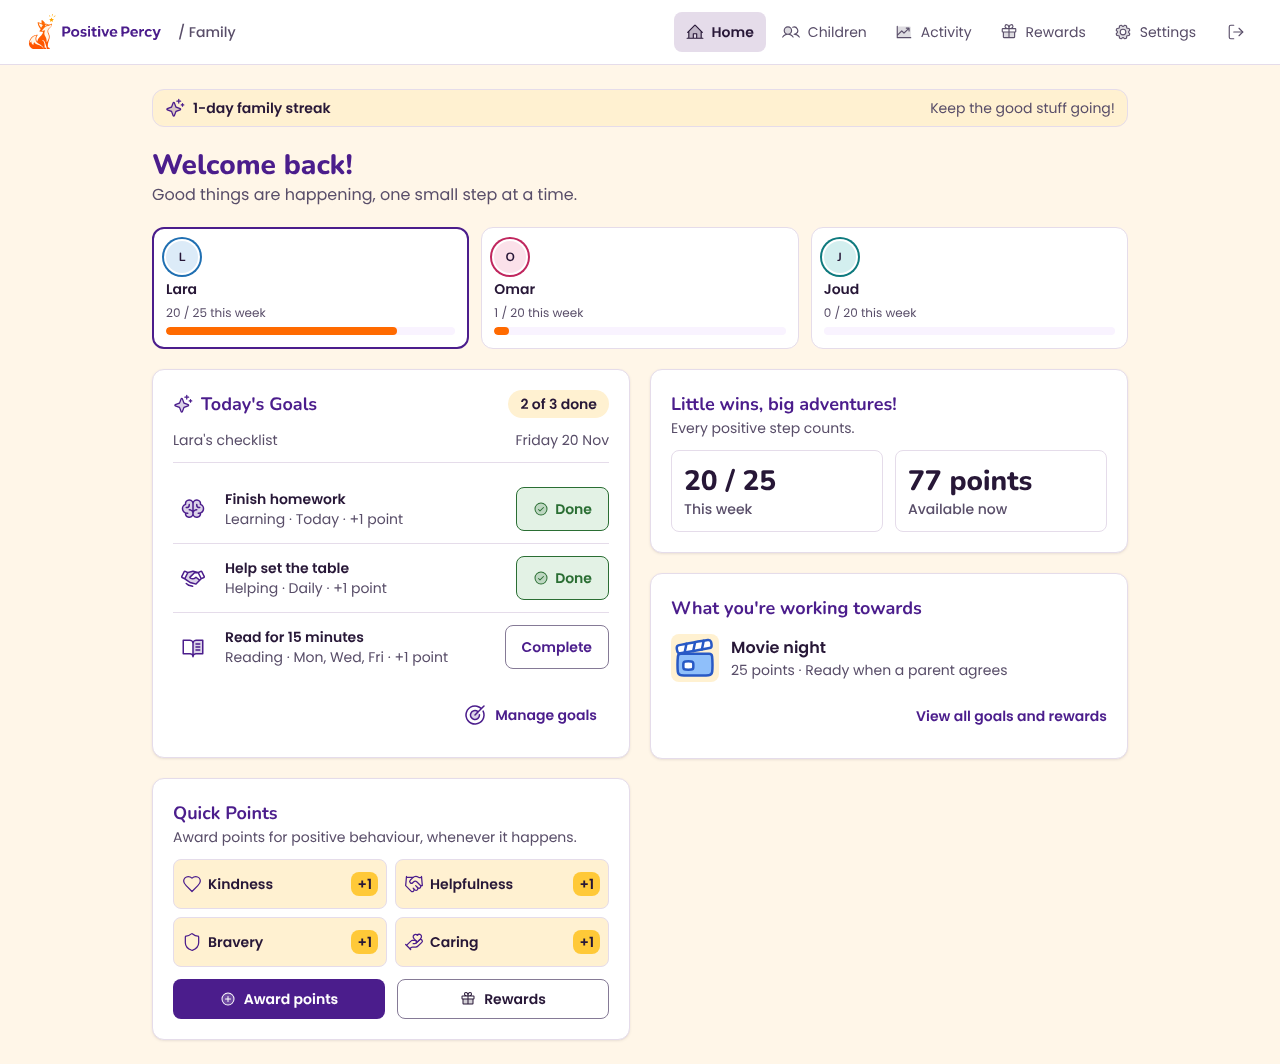 Positive Percy / Family
Home
Children
Activity
Rewards
Settings
1-day family streak
Keep the good stuff going!
Welcome back!
Good things are happening, one small step at a time.
L
Lara
20 / 25 this week
O
Omar
1 / 20 this week
J
Joud
0 / 20 this week
Today's Goals
2 of 3 done
Lara's checklist
Friday 20 Nov
Finish homework
Learning · Today · +1 point
Done
Help set the table
Helping · Daily · +1 point
Done
Read for 15 minutes
Reading · Mon, Wed, Fri · +1 point
Complete
Manage goals
Little wins, big adventures!
Every positive step counts.
20 / 25
This week
77 points
Available now
What you're working towards
Movie night
25 points · Ready when a parent agrees
View all goals and rewards
Quick Points
Award points for positive behaviour, whenever it happens.
Kindness +1
Helpfulness +1
Bravery +1
Caring +1
Award points
Rewards